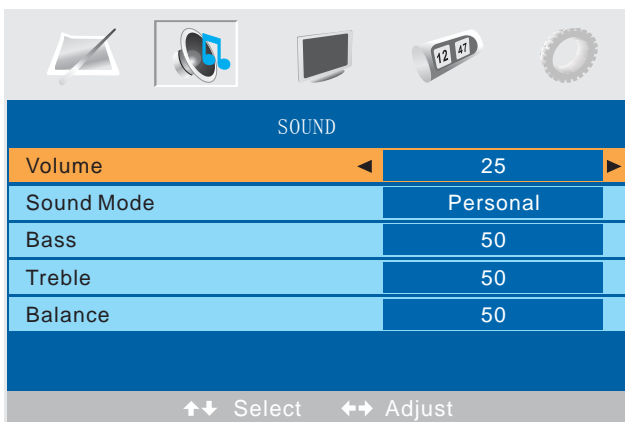 12 47
SOUND
Volume 25
Sound Mode Personal
Bass 50
Treble 50
Balance 50
Select Adjust